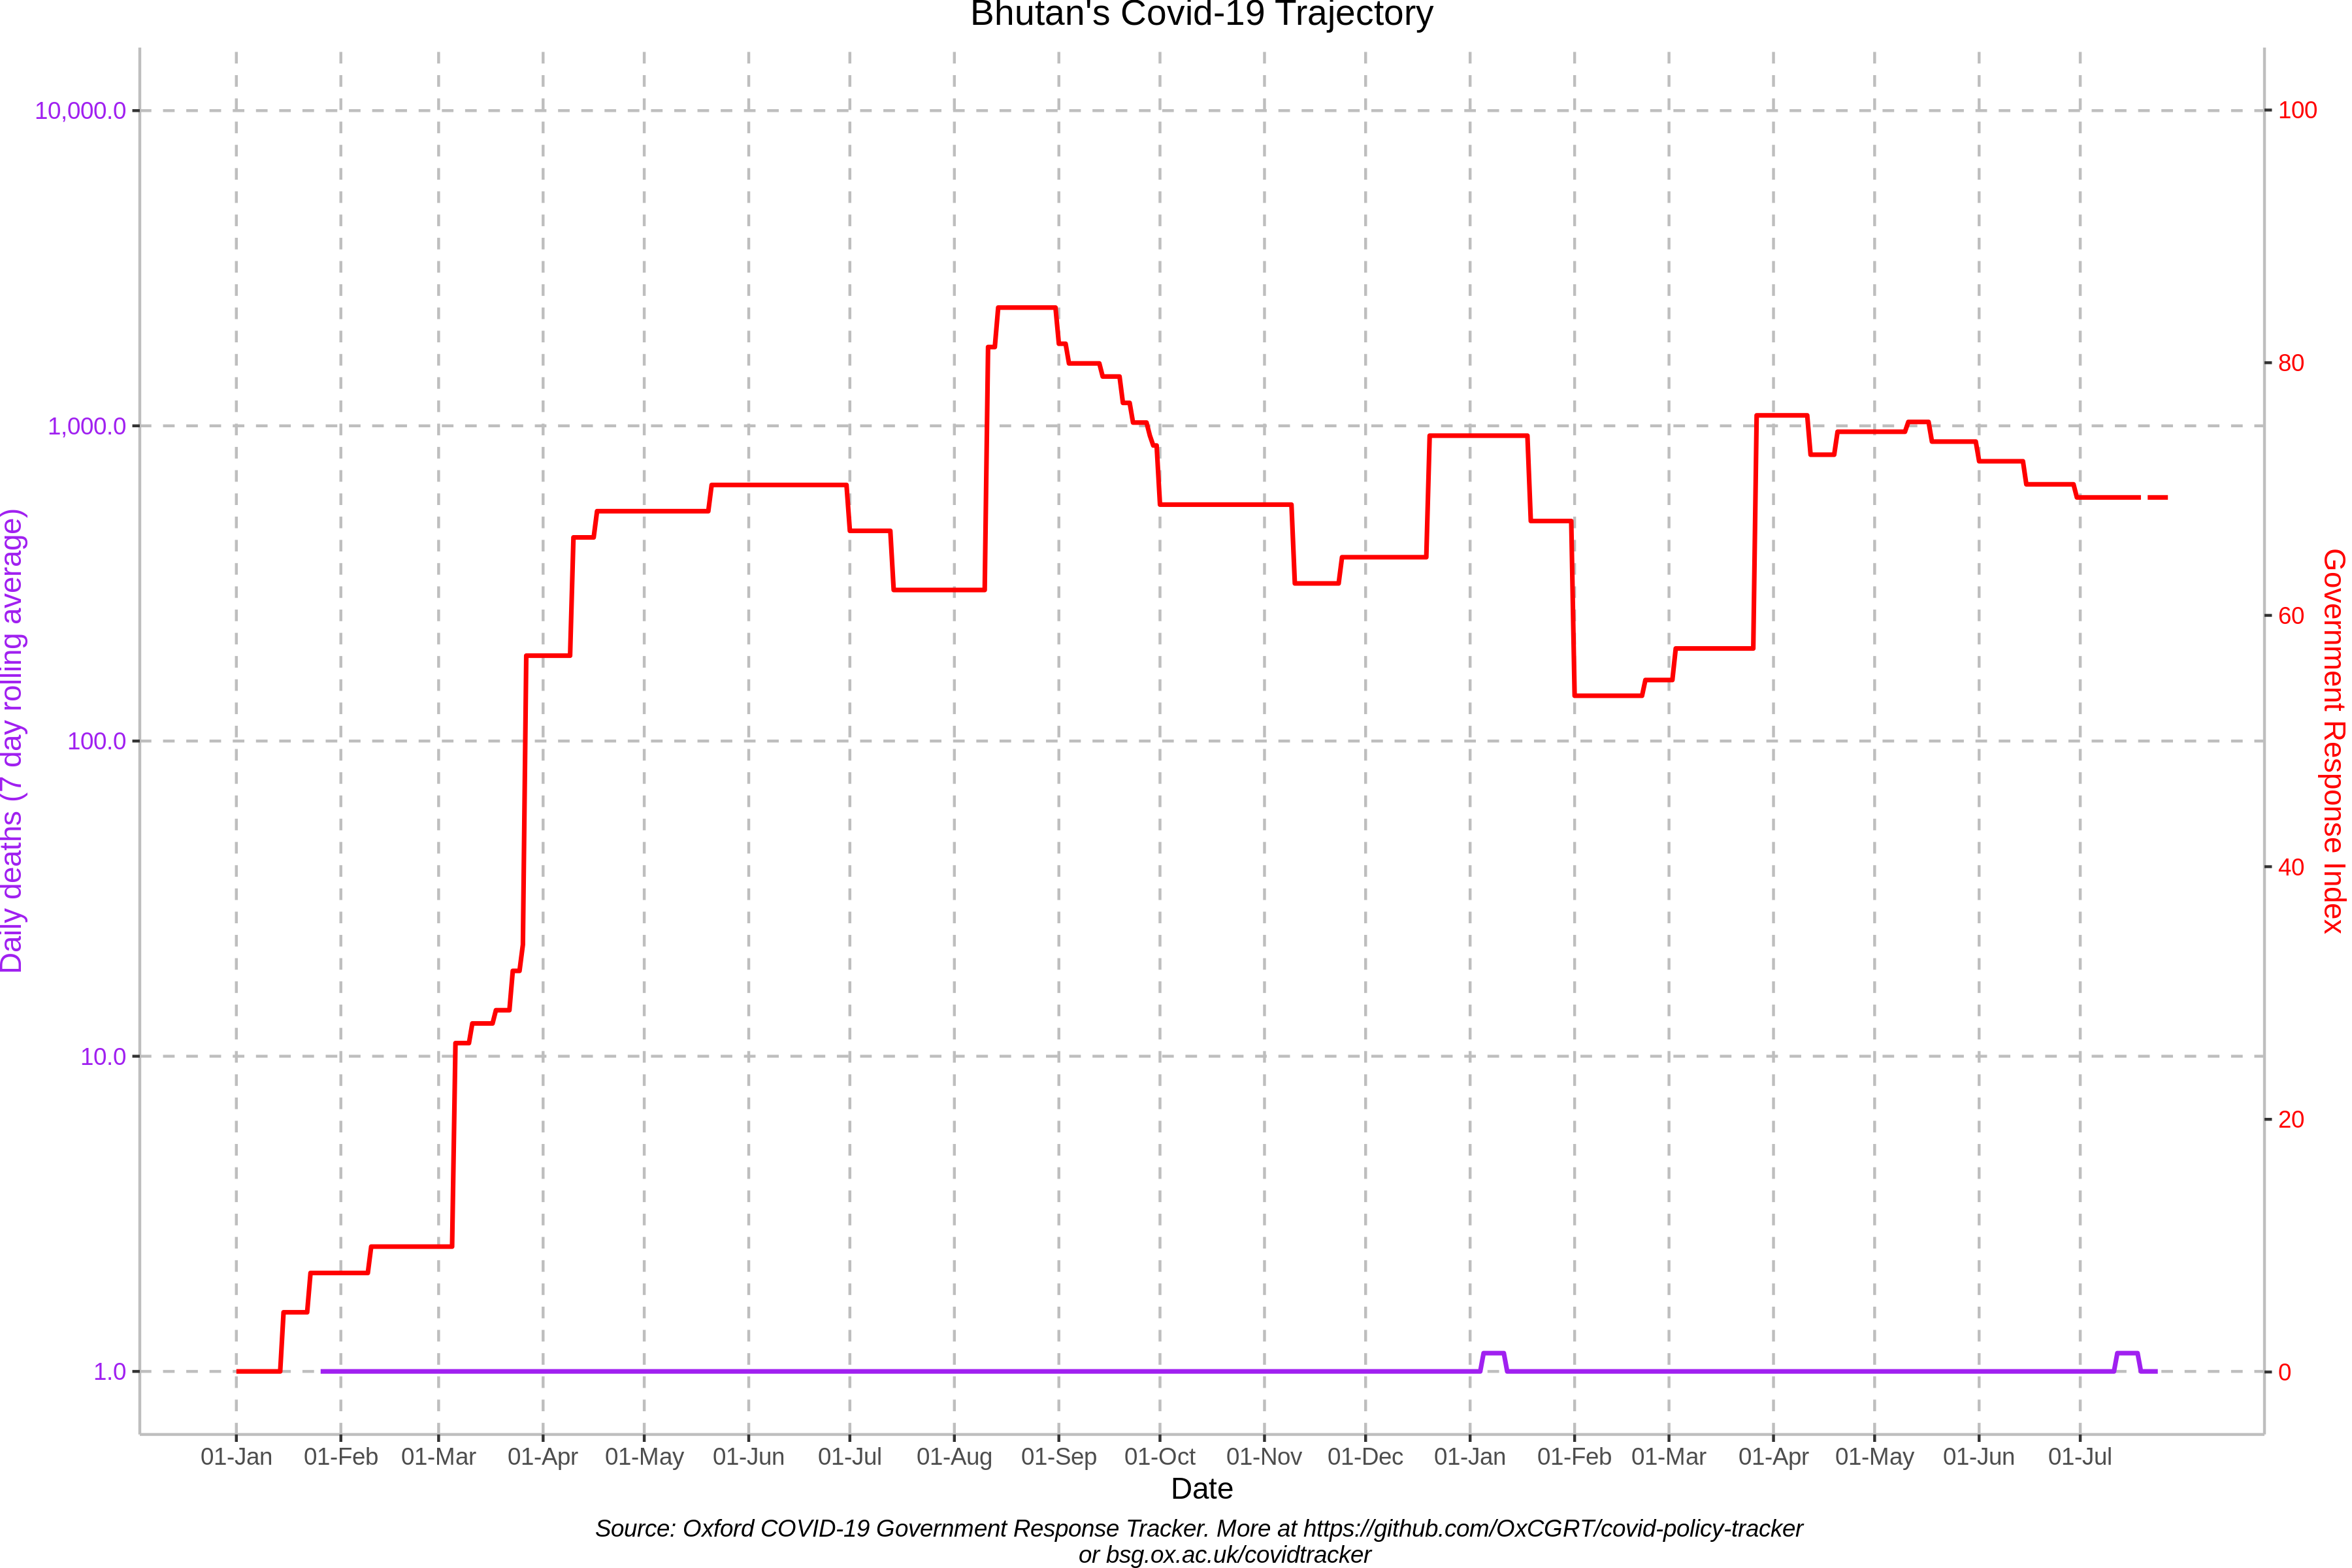 Bhutan's Covid-19 Trajectory
10,000.0
1,000.0
100.0
10.0
1.0
Daily deaths (7 day rolling average)
100
80
60
40
20
0
Government Response Index
01-Jan 01-Feb 01-Mar 01-Apr 01-May 01-Jun 01-Jul 01-Aug 01-Sep 01-Oct 01-Nov 01-Dec 01-Jan 01-Feb 01-Mar 01-Apr 01-May 01-Jun 01-Jul
Date
Source: Oxford COVID-19 Government Response Tracker. More at https://github.com/OxCGRT/covid-policy-tracker
or bsg.ox.ac.uk/covidtracker